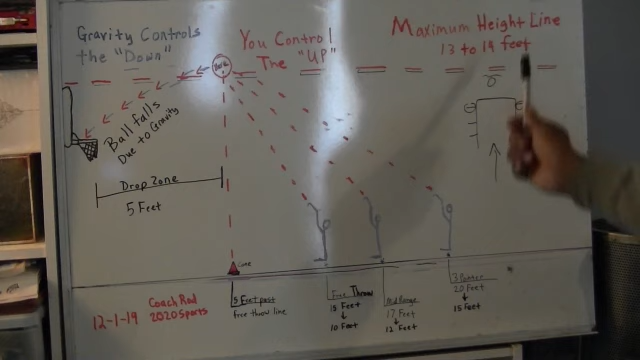 Gravity Controls
the "Down"
You Control
The "UP"
Maximum Height Line
13 to 14 feet
Ball falls
Due to Gravity
Drop Zone
5 Feet
Cone
12-1-19
Coach Rod
2020 Sports
5 Feet past
free throw line
Free Throw
15 Feet
10 Feet
Mid Range
17 Feet
12 Feet
3 Pointer
20 Feet
15 Feet